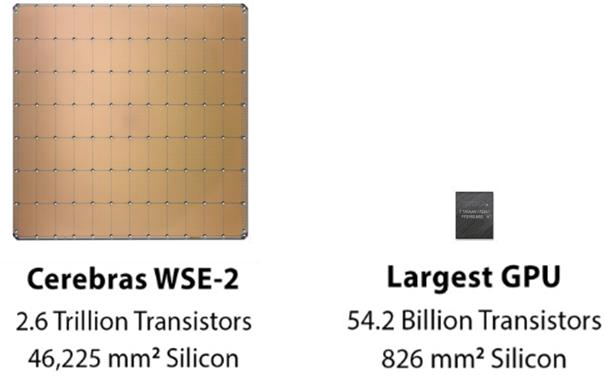 Cerebras WSE-2
2.6 Trillion Transistors
46,225 mm² Silicon
Largest GPU
54.2 Billion Transistors
826 mm² Silicon